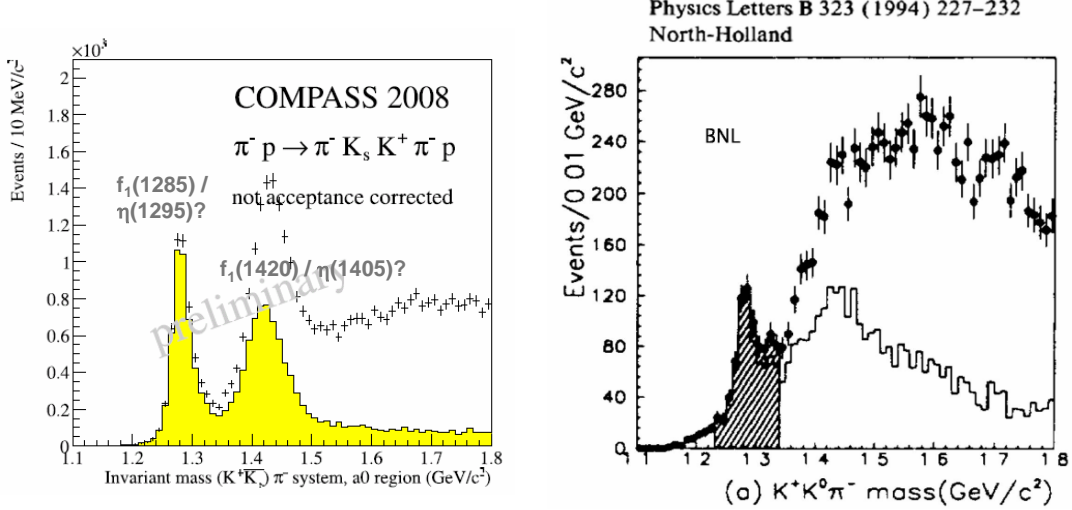 ×10³
2
1.8
1.6
1.4
1.2
1
0.8
0.6
0.4
0.2
0
Events / 10 MeV/c²
COMPASS 2008
π⁻ p → π⁻ Kₛ K⁺ π⁻ p
f₁(1285) /
η(1295)?
not acceptance corrected
f₁(1420) / η(1405)?
preliminary
1.1 1.2 1.3 1.4 1.5 1.6 1.7 1.8
Invariant mass (K⁺K̅ₛ) π⁻ system, a0 region (GeV/c²)
Physics Letters B 323 (1994) 227–232
North-Holland
280
240
200
160
120
80
40
0
Events/0 01 GeV/c²
BNL
1 1 1 2 1 3 1 4 1 5 1 6 1 7 1 8
(a) K⁺K⁰π⁻ mass(GeV/c²)